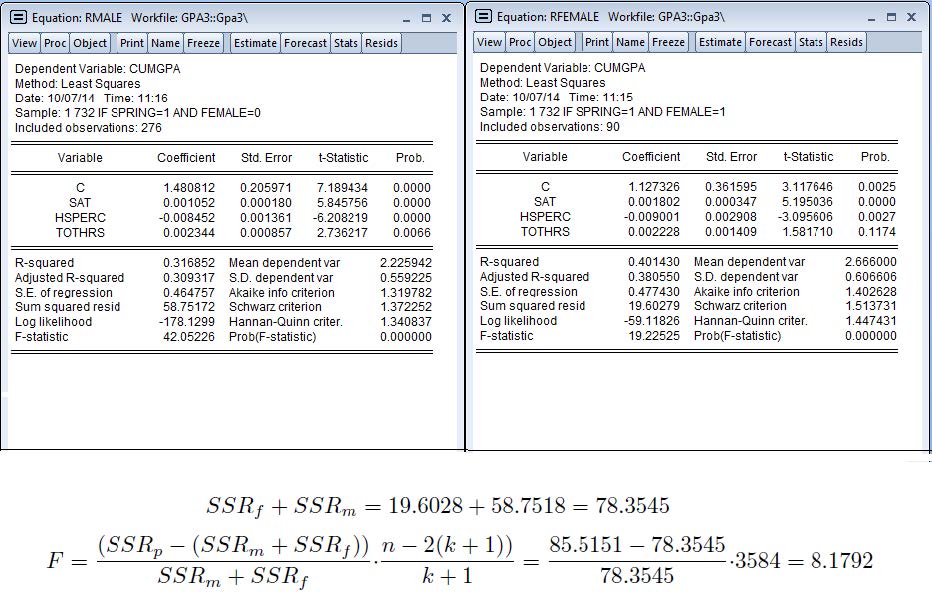 Equation: RMALE Workfile: GPA3::Gpa3\
View Proc Object Print Name Freeze Estimate Forecast Stats Resids
Dependent Variable: CUMGPA
Method: Least Squares
Date: 10/07/14 Time: 11:16
Sample: 1 732 IF SPRING=1 AND FEMALE=0
Included observations: 276
Variable Coefficient Std. Error t-Statistic Prob.
C 1.480812 0.205971 7.189434 0.0000
SAT 0.001052 0.000180 5.845756 0.0000
HSPERC -0.008452 0.001361 -6.208219 0.0000
TOTHRS 0.002344 0.000857 2.736217 0.0066
R-squared 0.316852 Mean dependent var 2.225942
Adjusted R-squared 0.309317 S.D. dependent var 0.559225
S.E. of regression 0.464757 Akaike info criterion 1.319782
Sum squared resid 58.75172 Schwarz criterion 1.372252
Log likelihood -178.1299 Hannan-Quinn criter. 1.340837
F-statistic 42.05226 Prob(F-statistic) 0.000000
Equation: RFEMALE Workfile: GPA3::Gpa3\
View Proc Object Print Name Freeze Estimate Forecast Stats Resids
Dependent Variable: CUMGPA
Method: Least Squares
Date: 10/07/14 Time: 11:15
Sample: 1 732 IF SPRING=1 AND FEMALE=1
Included observations: 90
Variable Coefficient Std. Error t-Statistic Prob.
C 1.127326 0.361595 3.117646 0.0025
SAT 0.001802 0.000347 5.195036 0.0000
HSPERC -0.009001 0.002908 -3.095606 0.0027
TOTHRS 0.002228 0.001409 1.581710 0.1174
R-squared 0.401430 Mean dependent var 2.666000
Adjusted R-squared 0.380550 S.D. dependent var 0.606606
S.E. of regression 0.477430 Akaike info criterion 1.402628
Sum squared resid 19.60279 Schwarz criterion 1.513731
Log likelihood -59.11826 Hannan-Quinn criter. 1.447431
F-statistic 19.22525 Prob(F-statistic) 0.000000
SSR_f + SSR_m = 19.6028 + 58.7518 = 78.3545
F = (SSR_p − (SSR_m + SSR_f)) / SSR_m + SSR_f · n − 2(k + 1)) / k + 1 = 85.5151 − 78.3545 / 78.3545 ·3584 = 8.1792